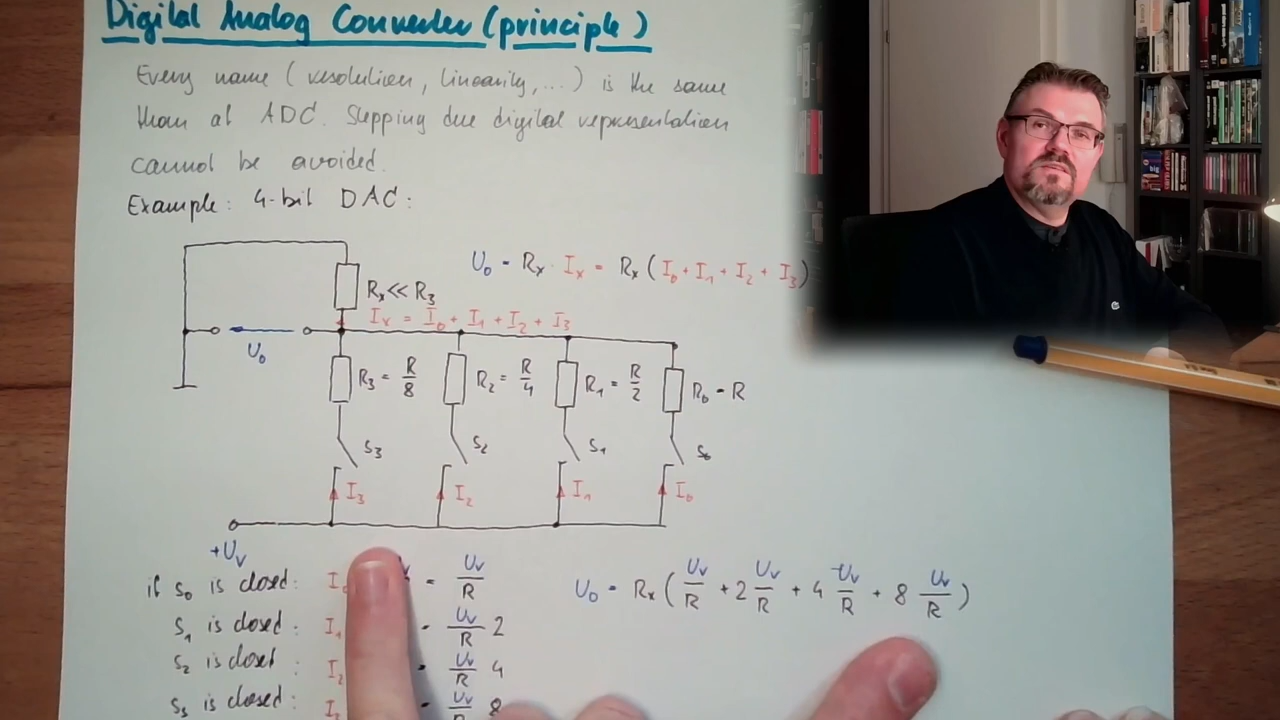 Digital Analog Converter (principle)
Every name (resolution, linearity, ...) is the same
than at ADC. Stepping due digital representation
cannot be avoided.
Example: 4-bit DAC:
U₀ = Rₓ · Iₓ = Rₓ (I₀ + I₁ + I₂ + I₃)
Rₓ << R₃
Iₓ = I₀ + I₁ + I₂ + I₃
U₀
R₃ = R/8
R₂ = R/4
R₁ = R/2
R₀ = R
S₃
S₂
S₁
S₀
I₃
I₂
I₁
I₀
+Uᵥ
if S₀ is closed: I = Uᵥ/R
U₀ = Rₓ (Uᵥ/R + 2 Uᵥ/R + 4 Uᵥ/R + 8 Uᵥ/R)
S₁ is closed: I₁ = Uᵥ/R 2
S₂ is closed: I₂ = Uᵥ/R 4
S₃ is closed: I = Uᵥ/R 8